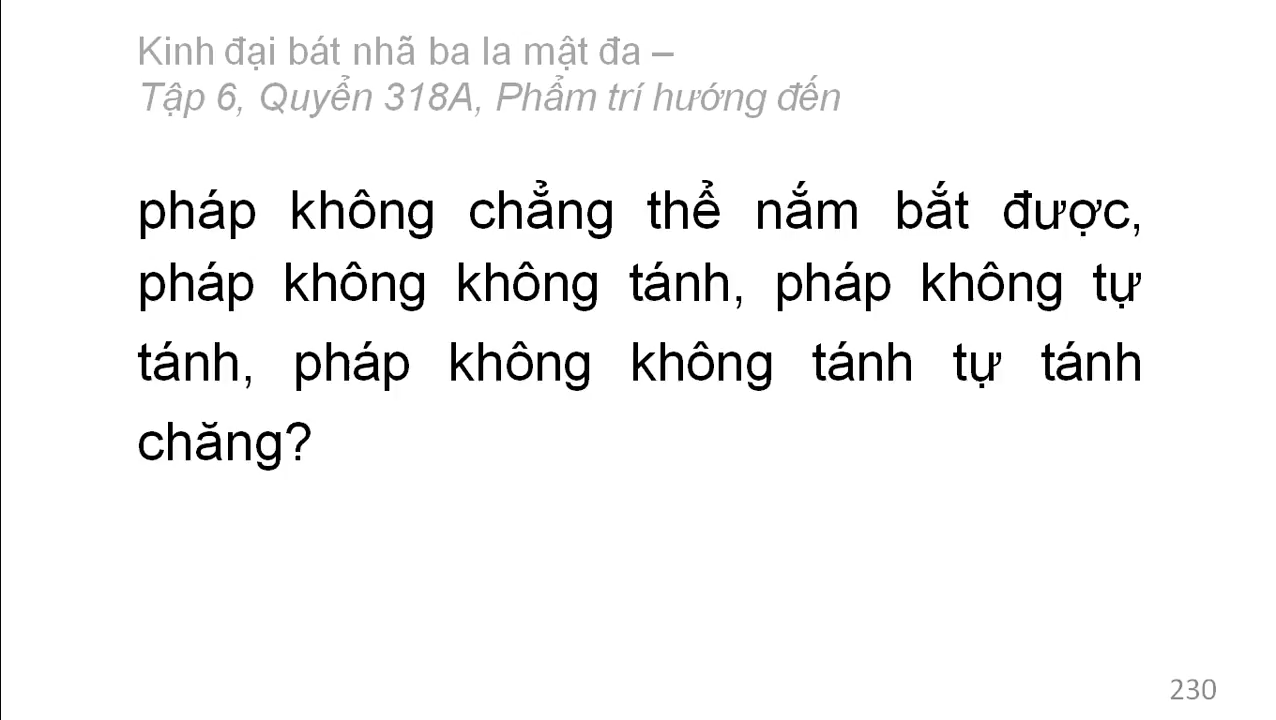 Kinh đại bát nhã ba la mật đa –
Tập 6, Quyển 318A, Phẩm trí hướng đến
pháp không chẳng thể nắm bắt được,
pháp không không tánh, pháp không tự
tánh, pháp không không tánh tự tánh
chăng?
230